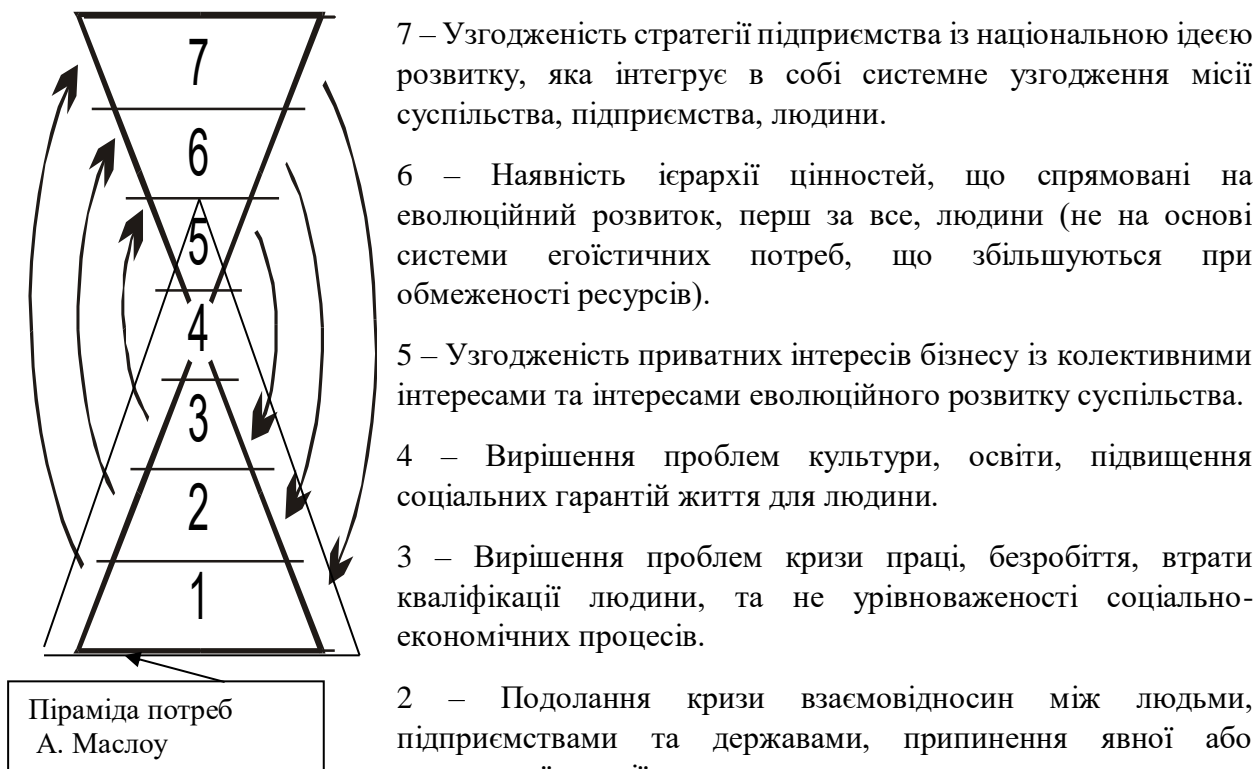 7
6
5
4
3
2
1
Піраміда потреб
А. Маслоу
7 – Узгодженість стратегії підприємства із національною ідеєю
розвитку, яка інтегрує в собі системне узгодження місії
суспільства, підприємства, людини.
6 – Наявність ієрархії цінностей, що спрямовані на
еволюційний розвиток, перш за все, людини (не на основі
системи егоїстичних потреб, що збільшуються при
обмеженості ресурсів).
5 – Узгодженість приватних інтересів бізнесу із колективними
інтересами та інтересами еволюційного розвитку суспільства.
4 – Вирішення проблем культури, освіти, підвищення
соціальних гарантій життя для людини.
3 – Вирішення проблем кризи праці, безробіття, втрати
кваліфікації людини, та не урівноваженості соціально-
економічних процесів.
2 – Подолання кризи взаємовідносин між людьми,
підприємствами та державами, припинення явної або